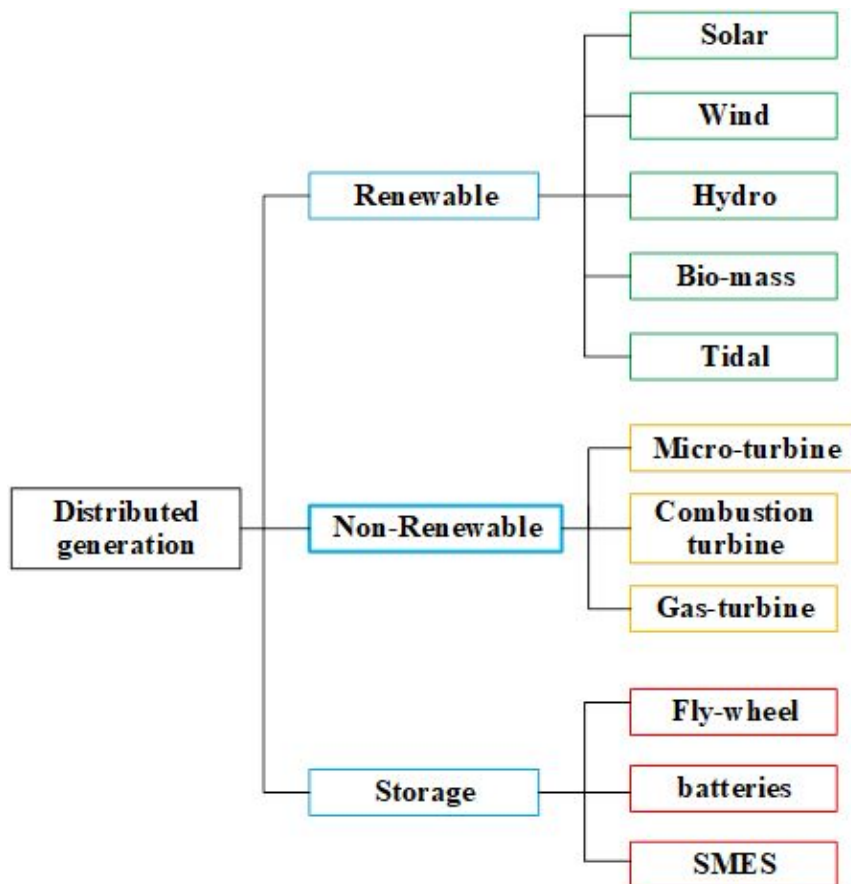 Solar
Wind
Renewable
Hydro
Bio-mass
Tidal
Micro-turbine
Distributed
generation
Non-Renewable
Combustion
turbine
Gas-turbine
Fly-wheel
Storage
batteries
SMES